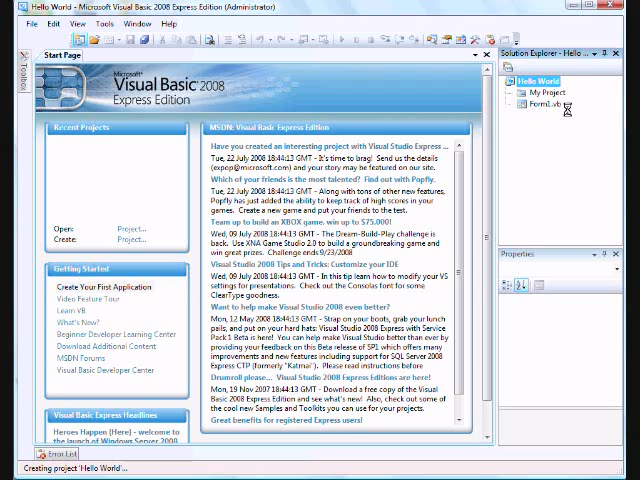 Hello World - Microsoft Visual Basic 2008 Express Edition (Administrator)
File Edit View Tools Window Help
Toolbox
Start Page
Microsoft
Visual Basic 2008
Express Edition
Recent Projects
Open: Project...
Create: Project...
Getting Started
Create Your First Application
Video Feature Tour
Learn VB
What's New?
Beginner Developer Learning Center
Download Additional Content
MSDN Forums
Visual Basic Developer Center
Visual Basic Express Headlines
Heroes Happen {Here} - welcome to
the launch of Windows Server 2008
MSDN: Visual Basic Express Edition
Have you created an interesting project with Visual Studio Express ...
Tue, 22 July 2008 18:44:13 GMT - It's time to brag! Send us the details
(expop@microsoft.com) and your story may be featured on our site.
Which of your friends is the most talented? Find out with Popfly.
Tue, 22 July 2008 18:44:13 GMT - Along with tons of other new features,
Popfly has just added the ability to keep track of high scores in your
games. Create a new game and put your friends to the test.
Team up to build an XBOX game, win up to $75.000!
Wed, 09 July 2008 18:44:13 GMT - The Dream-Build-Play challenge is
back. Use XNA Game Studio 2.0 to build a groundbreaking game and
win great prizes. Challenge ends 9/23/2008
Visual Studio 2008 Tips and Tricks: Customize your IDE
Wed, 09 July 2008 18:44:13 GMT - In this tip learn how to modify your VS
settings for presentations. Check out the Consolas font for some
ClearType goodness.
Want to help make Visual Studio 2008 even better?
Mon, 12 May 2008 18:44:13 GMT - Strap on your boots, grab your lunch
pails, and put on your hard hats: Visual Studio 2008 Express with Service
Pack 1 Beta is here! You can help make Visual Studio 2008 better by
providing your feedback on this Beta release of SP1 which offers many
improvements and new features including support for SQL Server 2008
Express CTP (formerly "Katmai"). Please read instructions before
Drumroll please... Visual Studio 2008 Express Editions are here!
Mon, 19 Nov 2007 18:44:13 GMT - Download a free copy of the Visual
Basic 2008 Express Edition and see what's new! Also, check out some of
the cool new Samples and Toolkits you can use for your projects.
Great benefits for registered Express users!
Solution Explorer - Hello ...
Hello World
My Project
Form1.vb
Properties
Error List
Creating project 'Hello World'...